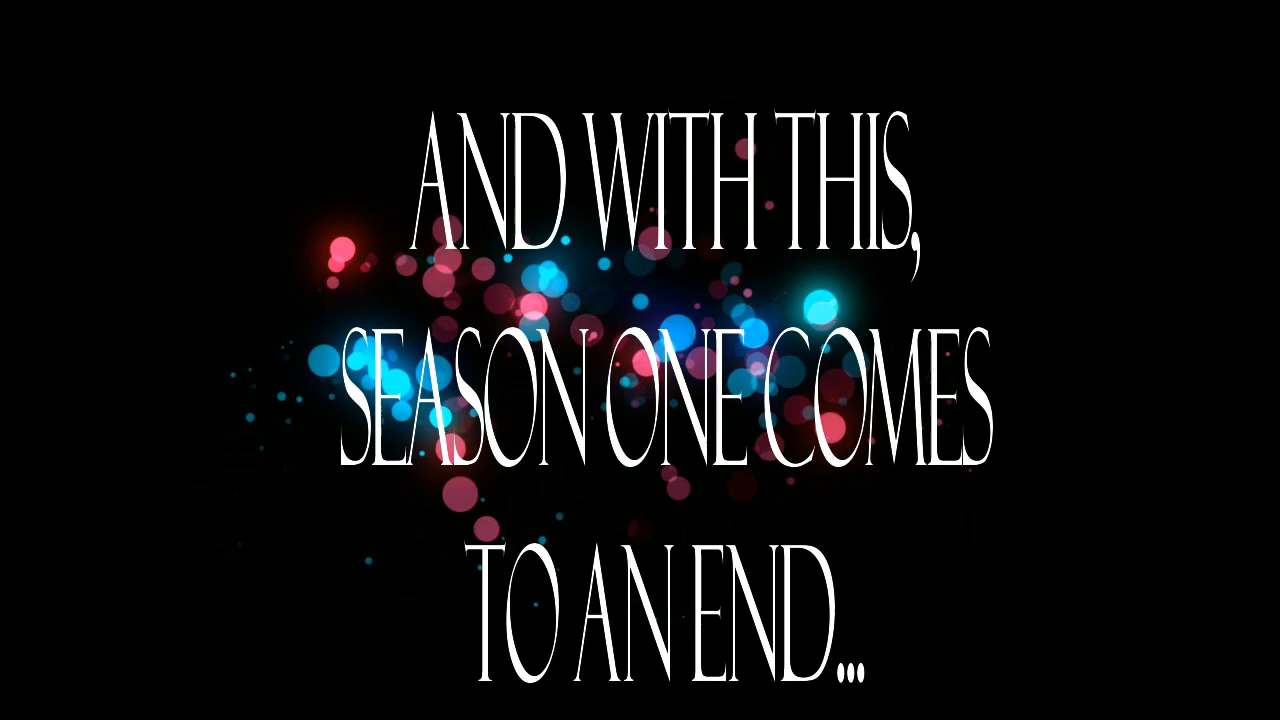 AND WITH THIS,
SEASON ONE COMES
TO AN END...